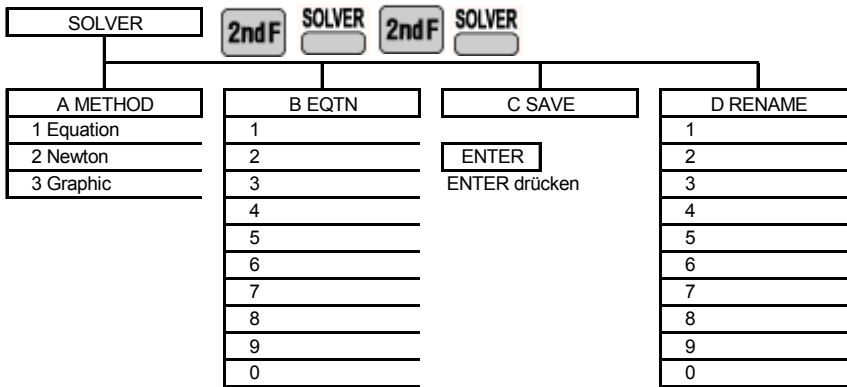 SOLVER 2ndF SOLVER 2ndF SOLVER
A METHOD B EQTN C SAVE D RENAME
1 Equation 1 1
2 Newton 2 ENTER 2
3 Graphic 3 ENTER drücken 3
4 4
5 5
6 6
7 7
8 8
9 9
0 0